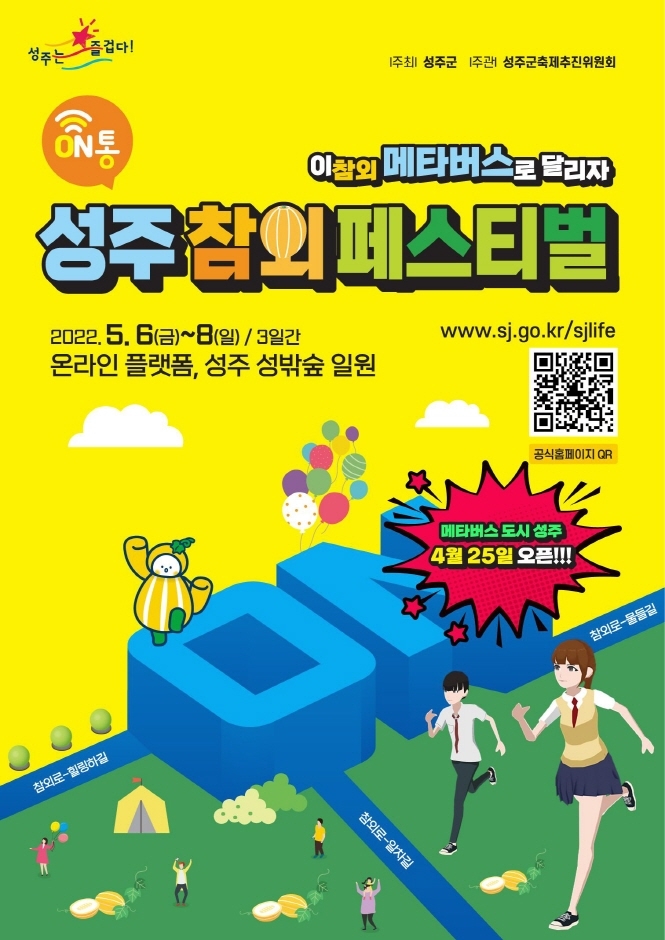 성주는 즐겁다!
|주최| 성주군 |주관| 성주군축제추진위원회
ON통
이참외 메타버스로 달리자
성주 참외 페스티벌
2022. 5. 6(금)~8(일) / 3일간
온라인 플랫폼, 성주 성밖숲 일원
www.sj.go.kr/sjlife
공식홈페이지 QR
메타버스 도시 성주
4월 25일 오픈!!!
ON
참외로-물들길
참외로-힐링하길
참외로-알차길